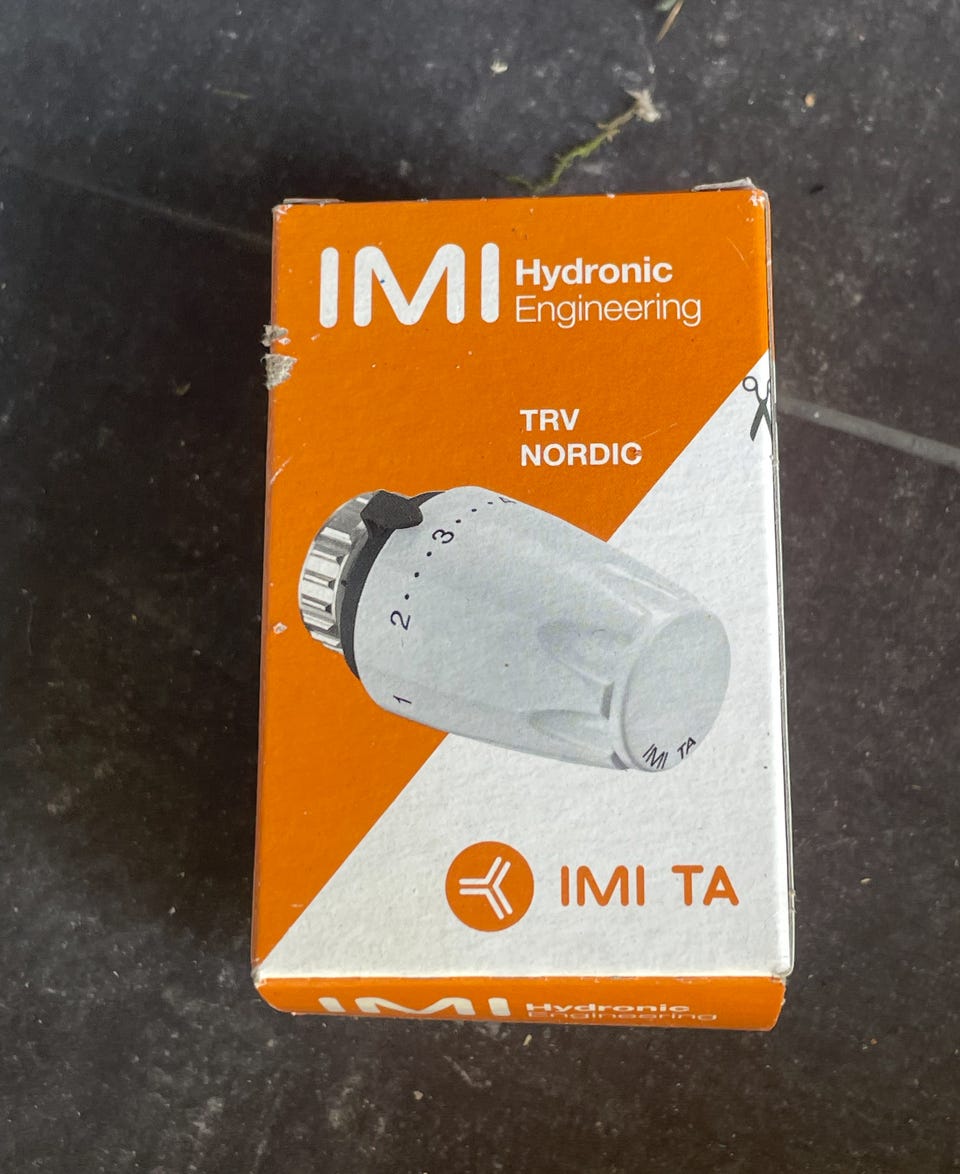 IMI Hydronic
Engineering
TRV
NORDIC
3
2
1
IMI TA
IMI TA
IMI Hydronic
Engineering